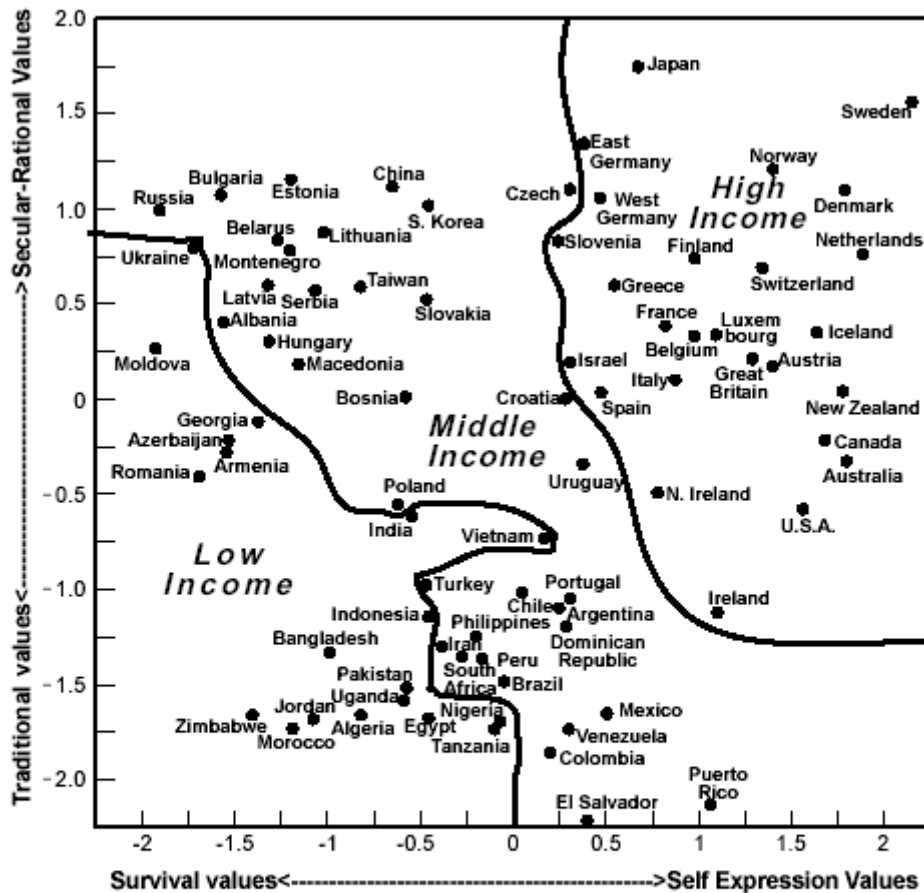 Traditional values<------------------->Secular-Rational Values
2.0
1.5
1.0
0.5
0
-0.5
-1.0
-1.5
-2.0
Japan
Sweden
East
Germany
Norway
China
Bulgaria
Estonia
Czech
High
Income
Russia
West
Germany
Denmark
S. Korea
Belarus
Lithuania
Slovenia
Finland
Netherlands
Ukraine
Montenegro
Taiwan
Switzerland
Latvia
Serbia
Greece
Slovakia
France
Luxem
bourg
Albania
Iceland
Hungary
Belgium
Moldova
Macedonia
Israel
Great
Britain
Austria
Italy
Bosnia
Croatia
Spain
New Zealand
Georgia
Middle
Income
Azerbaijan
Canada
Armenia
Romania
Uruguay
Australia
Poland
N. Ireland
India
U.S.A.
Vietnam
Low
Income
Turkey
Portugal
Ireland
Chile
Argentina
Indonesia
Philippines
Bangladesh
Iran
Dominican
Republic
South
Africa
Peru
Pakistan
Brazil
Uganda
Jordan
Nigeria
Mexico
Zimbabwe
Algeria
Egypt
Morocco
Tanzania
Venezuela
Colombia
Puerto
Rico
El Salvador
-2
-1.5
-1
-0.5
0
0.5
1
1.5
2
Survival values<------------------------------------->Self Expression Values